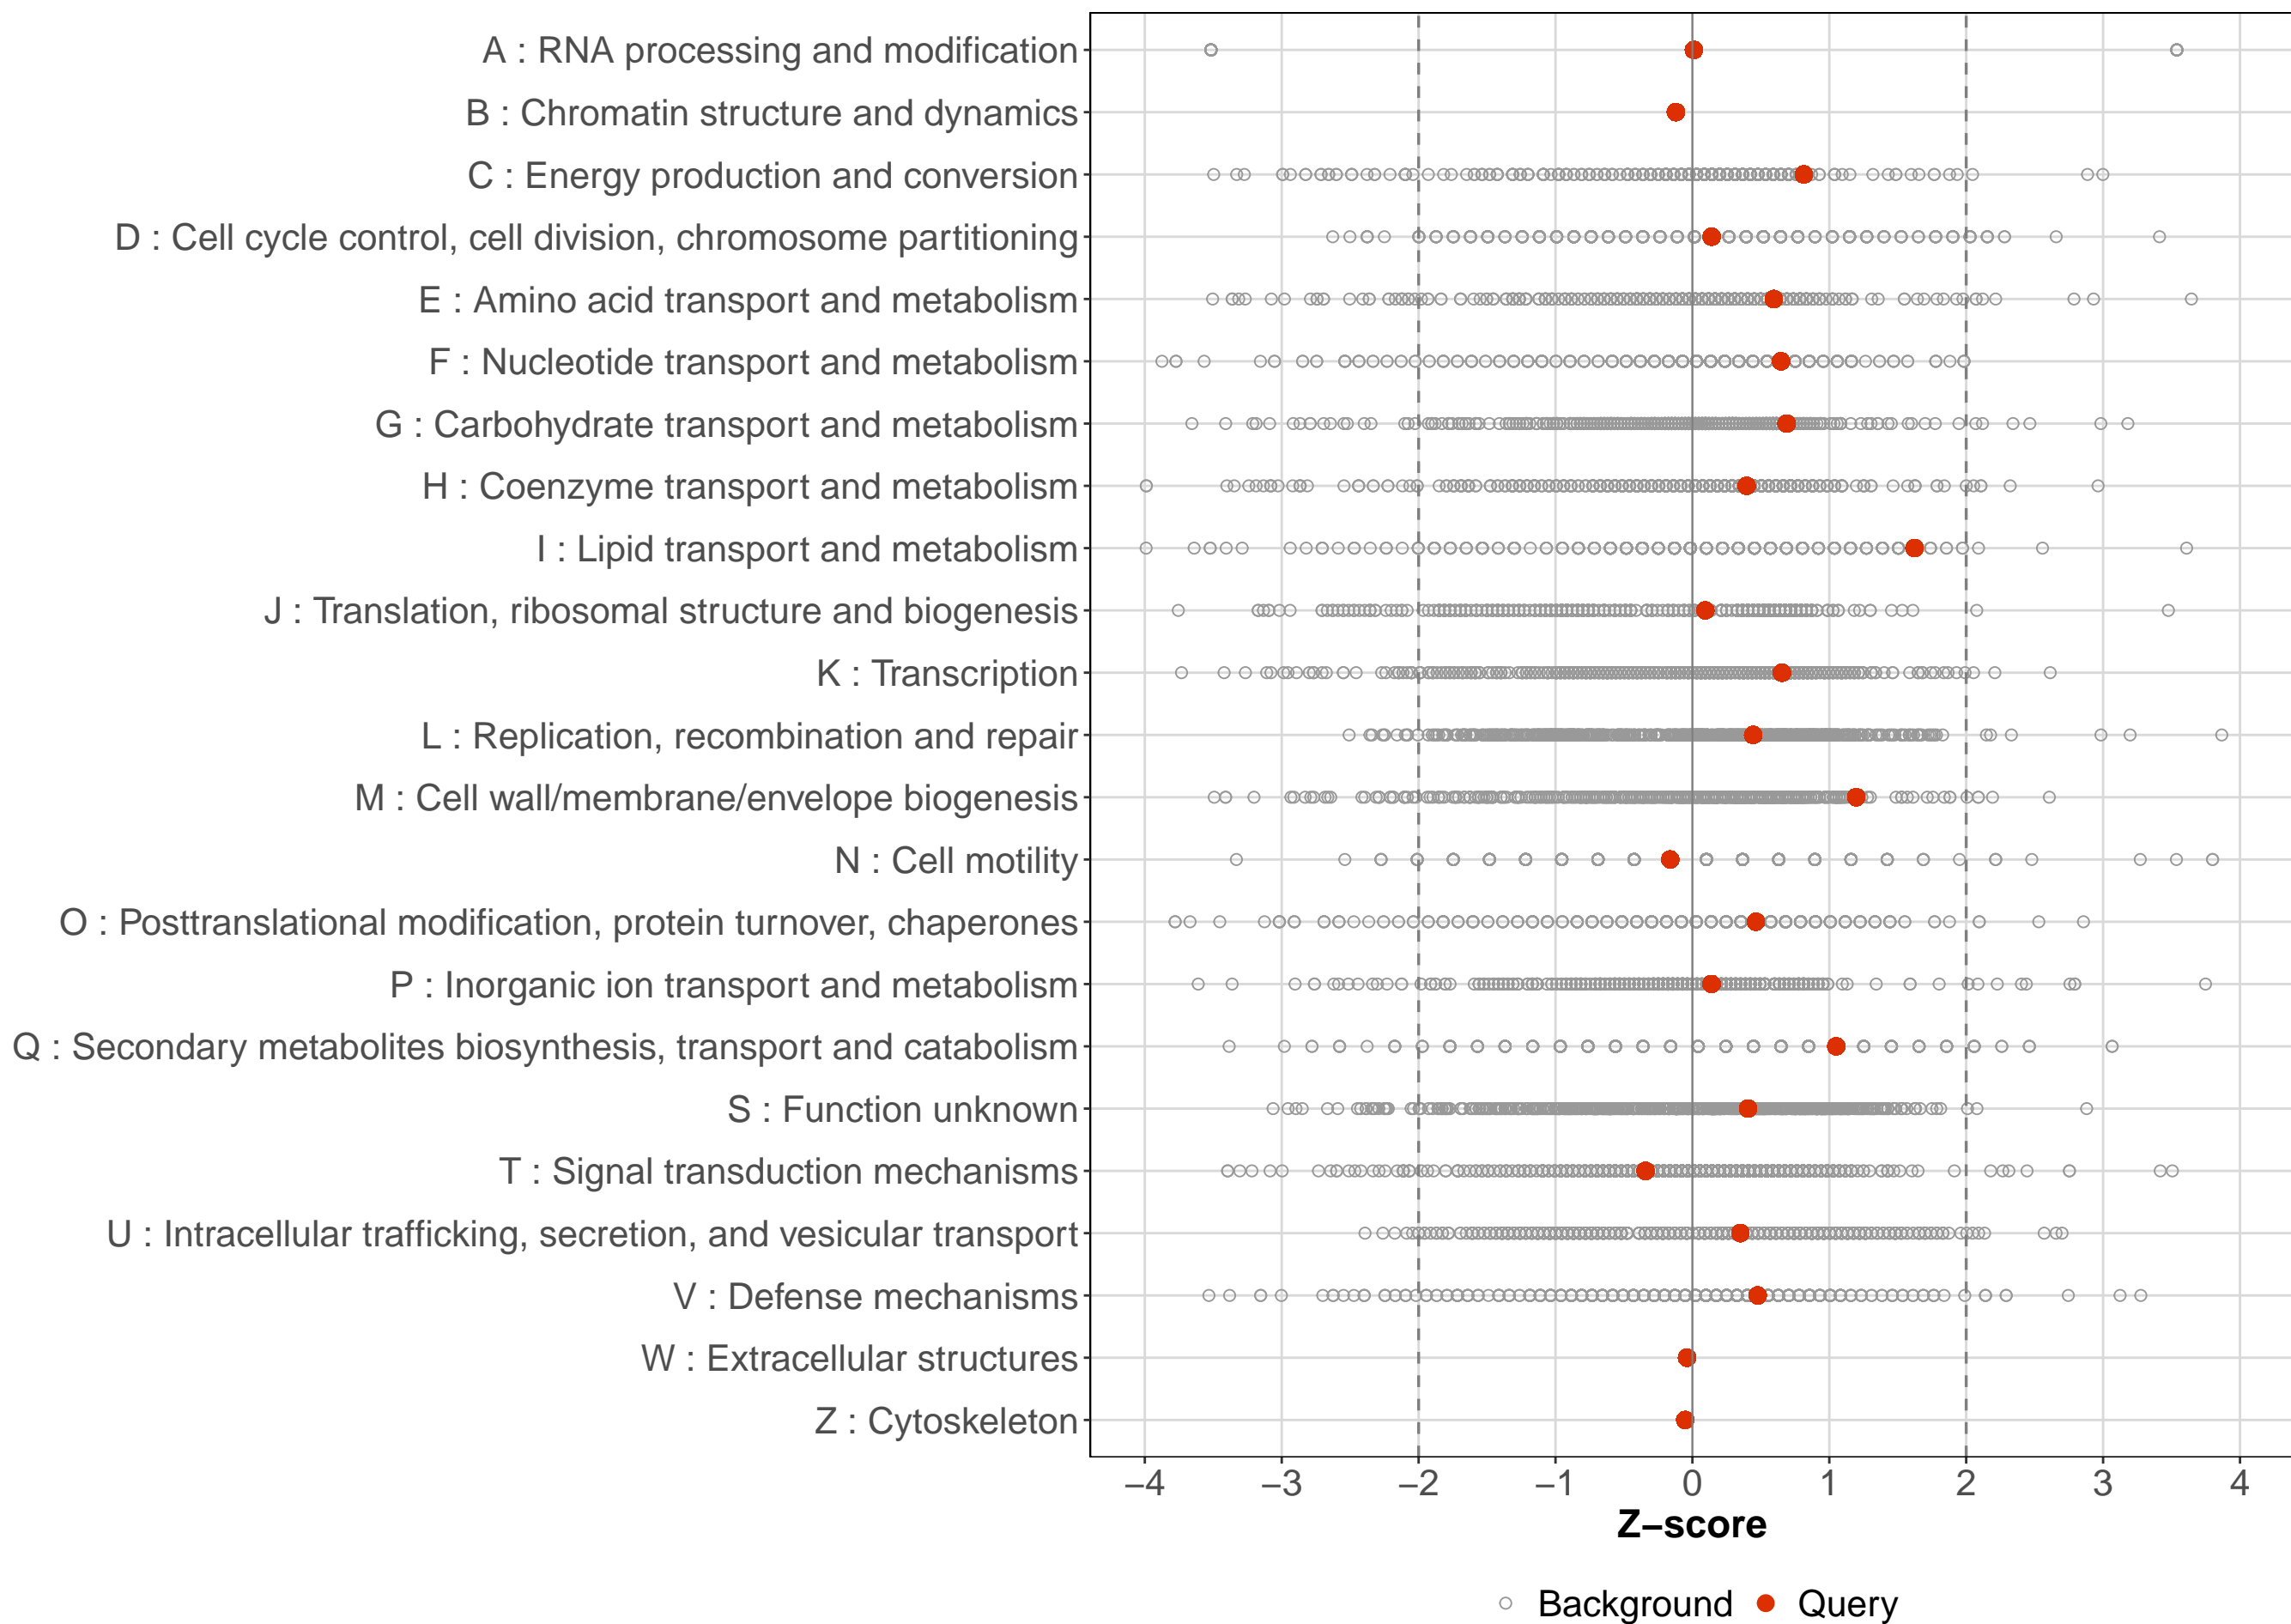 A : RNA processing and modification
B : Chromatin structure and dynamics
C : Energy production and conversion
D : Cell cycle control, cell division, chromosome partitioning
E : Amino acid transport and metabolism
F : Nucleotide transport and metabolism
G : Carbohydrate transport and metabolism
H : Coenzyme transport and metabolism
I : Lipid transport and metabolism
J : Translation, ribosomal structure and biogenesis
K : Transcription
L : Replication, recombination and repair
M : Cell wall/membrane/envelope biogenesis
N : Cell motility
O : Posttranslational modification, protein turnover, chaperones
P : Inorganic ion transport and metabolism
Q : Secondary metabolites biosynthesis, transport and catabolism
S : Function unknown
T : Signal transduction mechanisms
U : Intracellular trafficking, secretion, and vesicular transport
V : Defense mechanisms
W : Extracellular structures
Z : Cytoskeleton
−4 −3 −2 −1 0 1 2 3 4
Z−score
Background Query